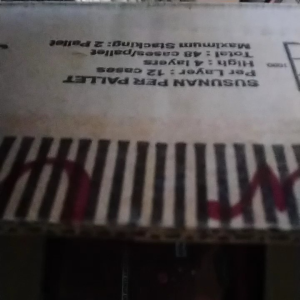 SUSUNAN PER PALLET
Per Layer : 12 cases
High : 4 layers
Total : 48 cases/pallet
Maximum Stacking: 2 Pallet